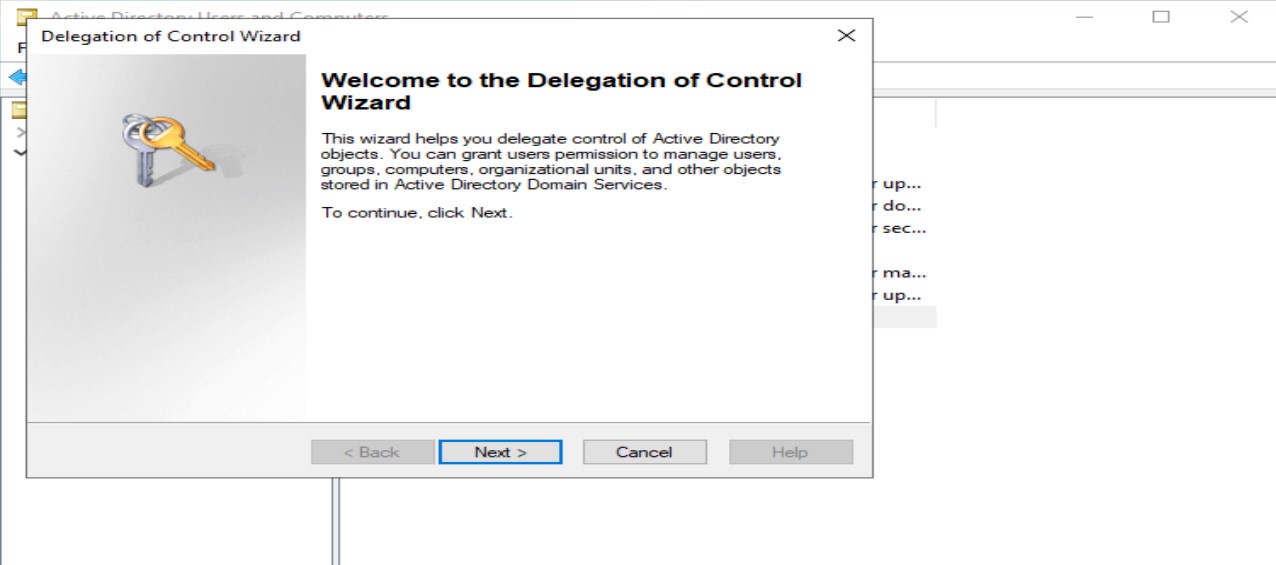 Active Directory Users and Computers
Delegation of Control Wizard
F
Welcome to the Delegation of Control
Wizard
This wizard helps you delegate control of Active Directory
objects. You can grant users permission to manage users,
groups, computers, organizational units, and other objects
stored in Active Directory Domain Services.
To continue, click Next.
r up...
r do...
r sec...
r ma...
r up...
< Back
Next >
Cancel
Help